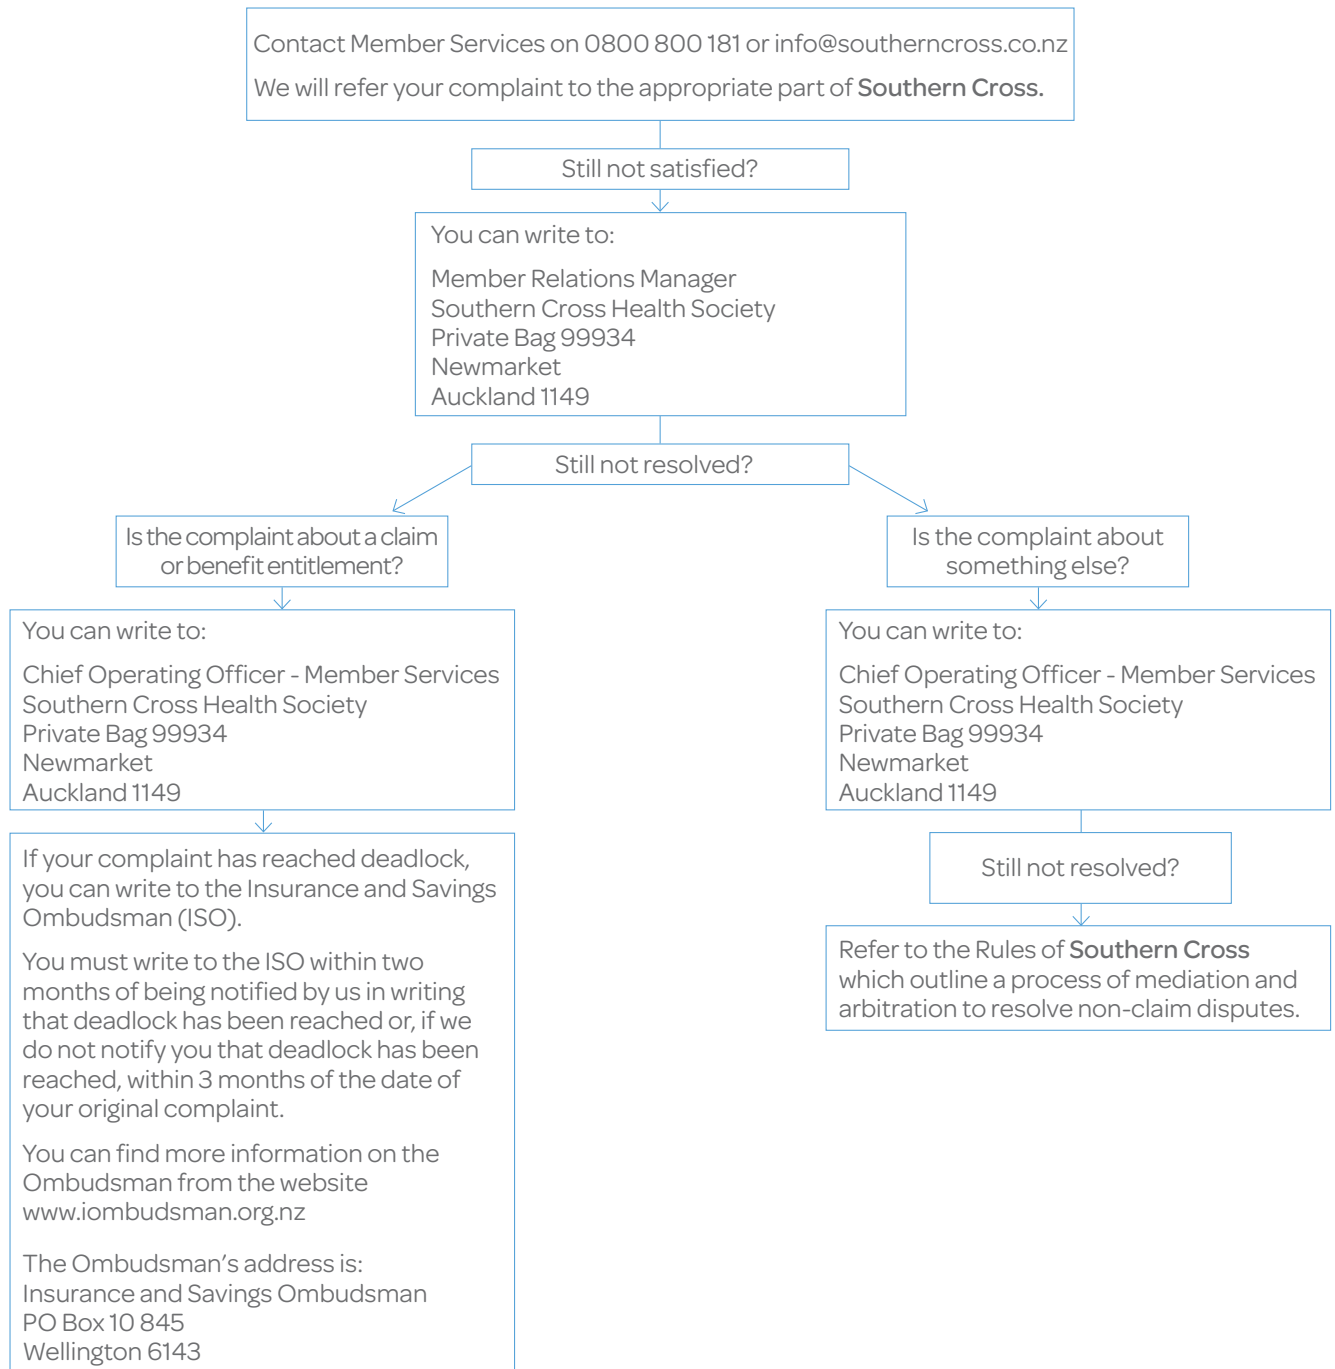 Contact Member Services on 0800 800 181 or info@southerncross.co.nz
We will refer your complaint to the appropriate part of Southern Cross.
Still not satisfied?
You can write to:
Member Relations Manager
Southern Cross Health Society
Private Bag 99934
Newmarket
Auckland 1149
Still not resolved?
Is the complaint about a claim
or benefit entitlement?
You can write to:
Chief Operating Officer - Member Services
Southern Cross Health Society
Private Bag 99934
Newmarket
Auckland 1149
If your complaint has reached deadlock,
you can write to the Insurance and Savings
Ombudsman (ISO).
You must write to the ISO within two
months of being notified by us in writing
that deadlock has been reached or, if we
do not notify you that deadlock has been
reached, within 3 months of the date of
your original complaint.
You can find more information on the
Ombudsman from the website
www.iombudsman.org.nz
The Ombudsman's address is:
Insurance and Savings Ombudsman
PO Box 10 845
Wellington 6143
Is the complaint about
something else?
You can write to:
Chief Operating Officer - Member Services
Southern Cross Health Society
Private Bag 99934
Newmarket
Auckland 1149
Still not resolved?
Refer to the Rules of Southern Cross
which outline a process of mediation and
arbitration to resolve non-claim disputes.